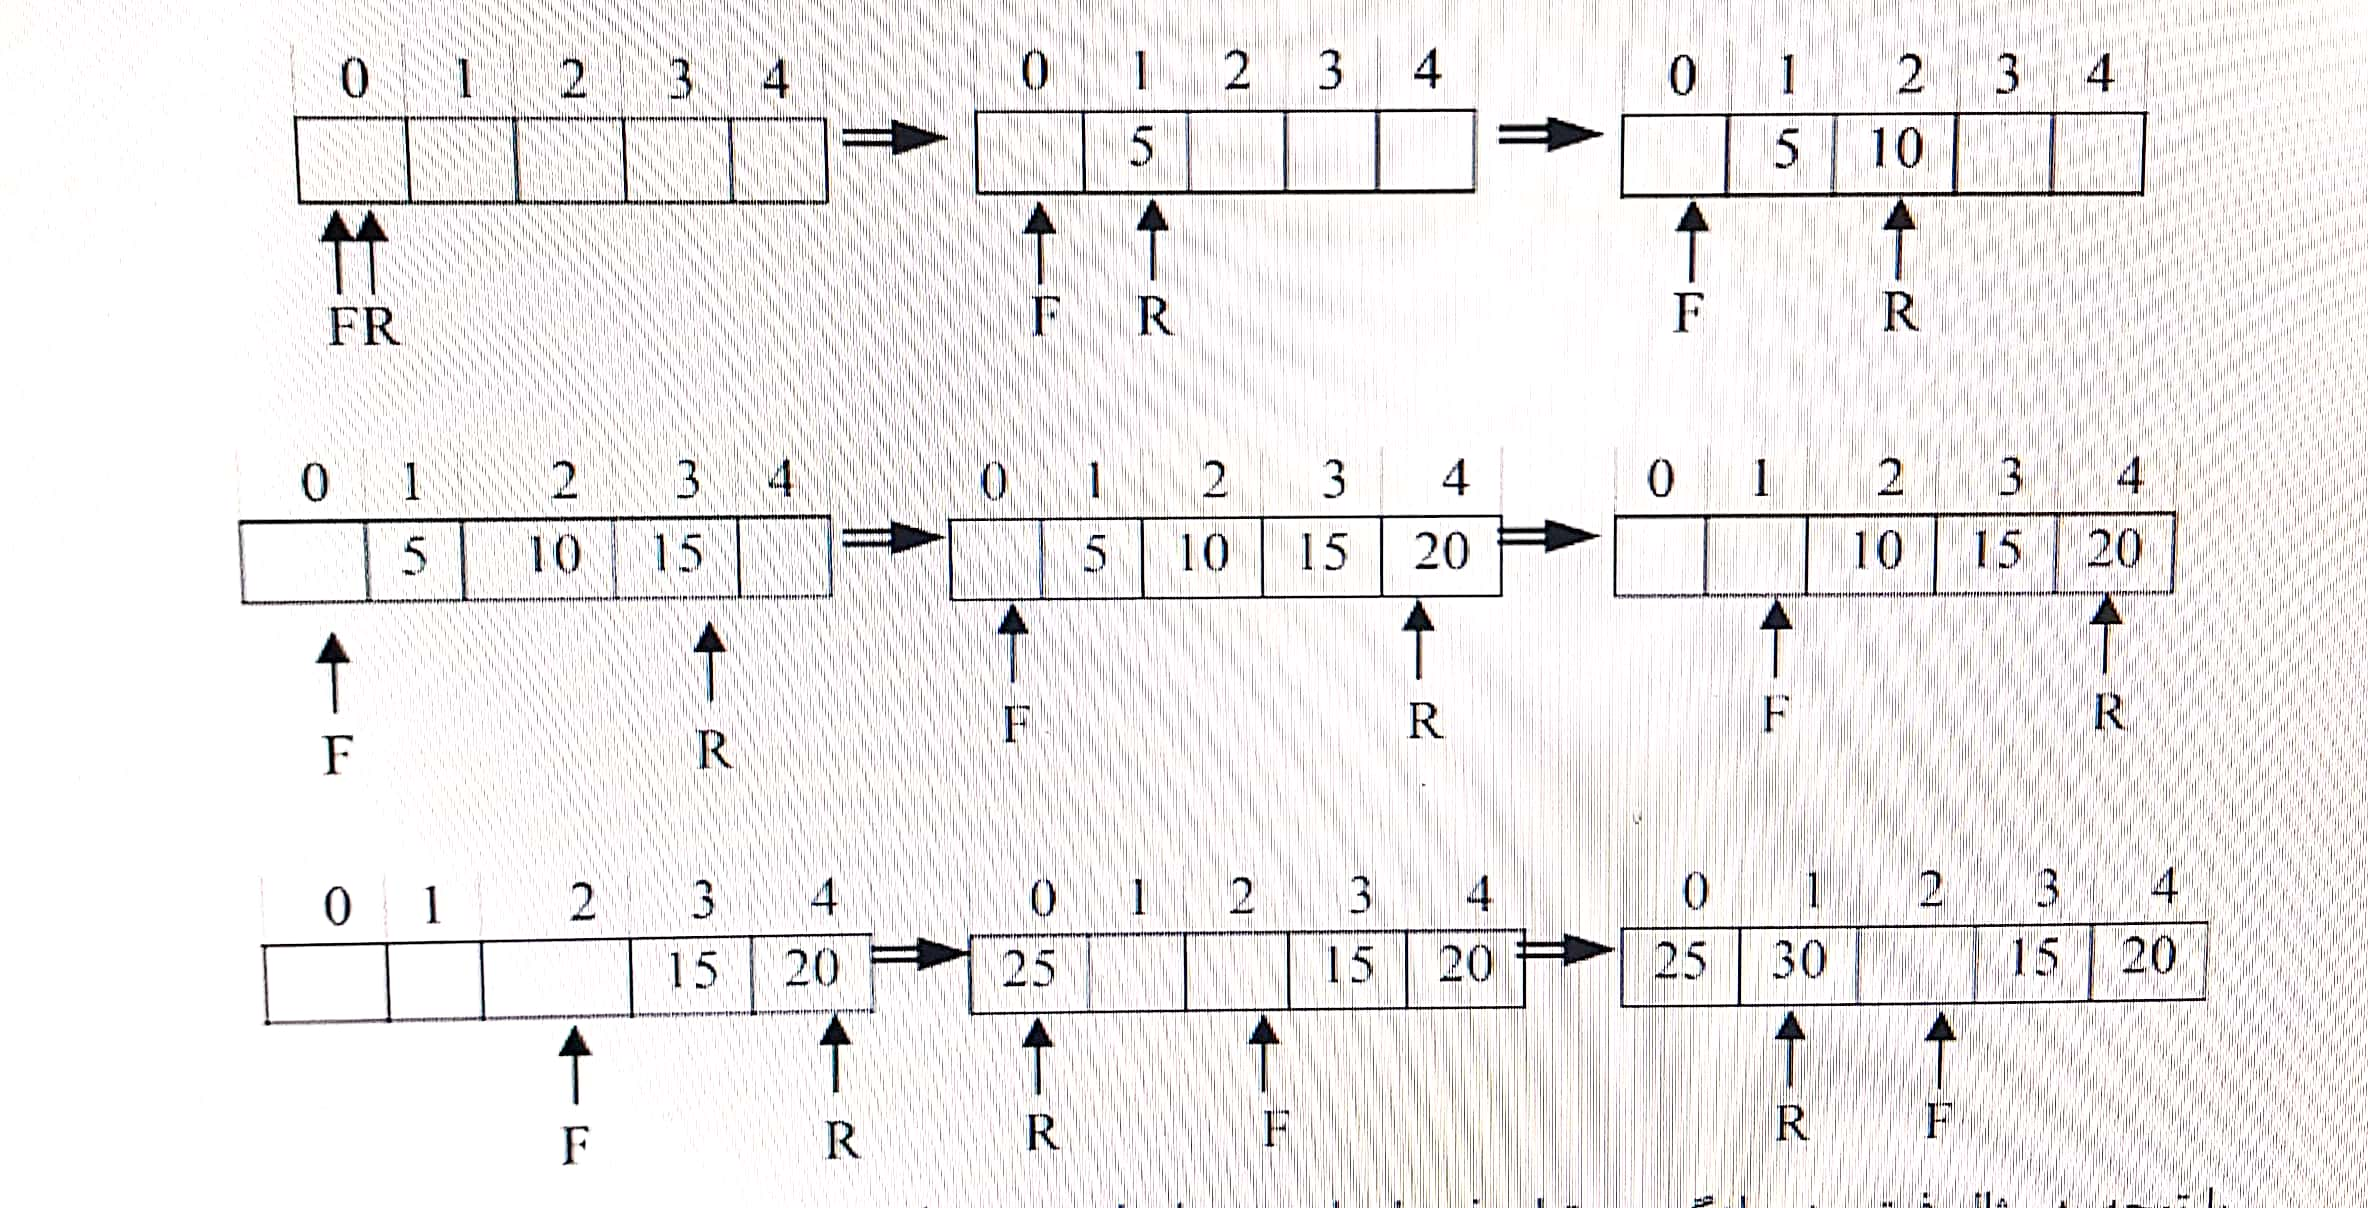 0 1 2 3 4 0 1 2 3 4 0 1 2 3 4
5 5 10
FR F R F R
0 1 2 3 4 0 1 2 3 4 0 1 2 3 4
5 10 15 5 10 15 20 10 15 20
F R F R F R
0 1 2 3 4 0 1 2 3 4 0 1 2 3 4
15 20 25 15 20 25 30 15 20
F R R F R F